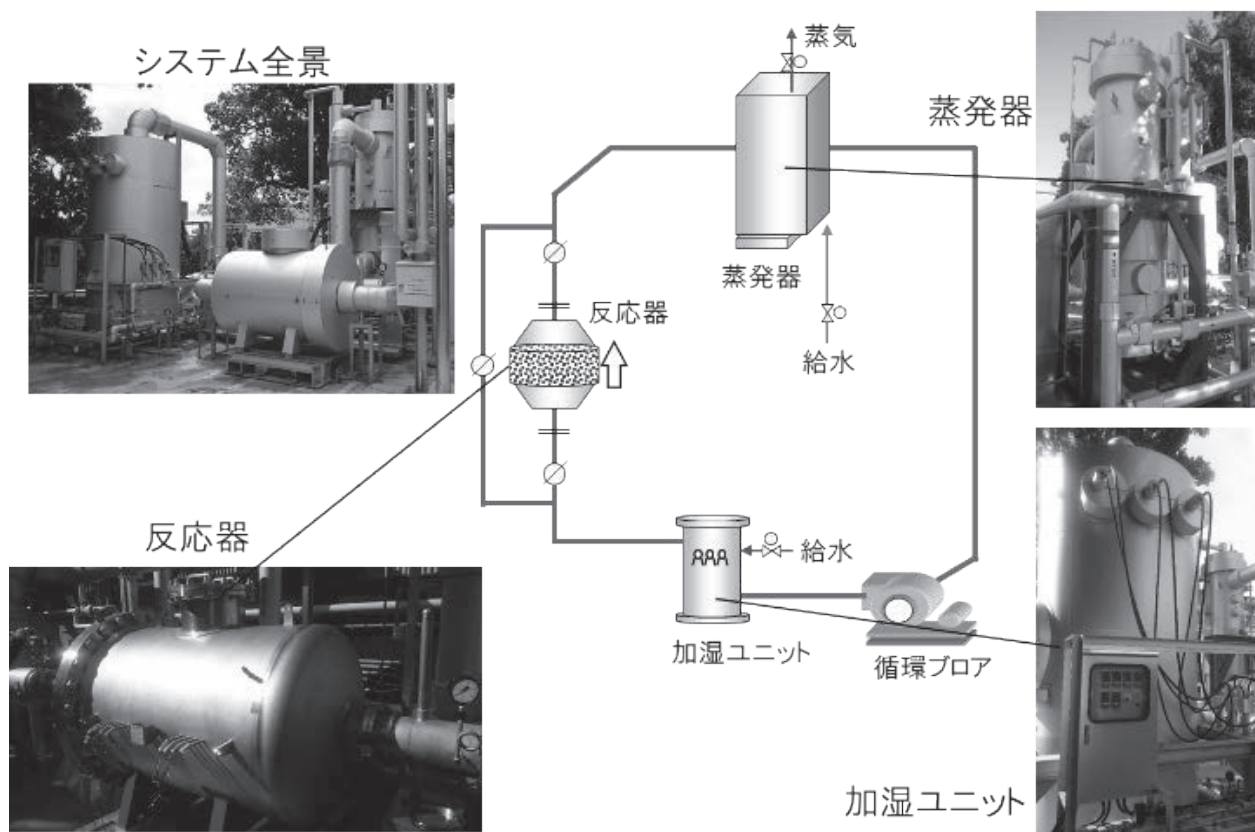 システム全景
蒸気
蒸発器
蒸発器
反応器
給水
反応器
給水
加湿ユニット
循環ブロア
加湿ユニット